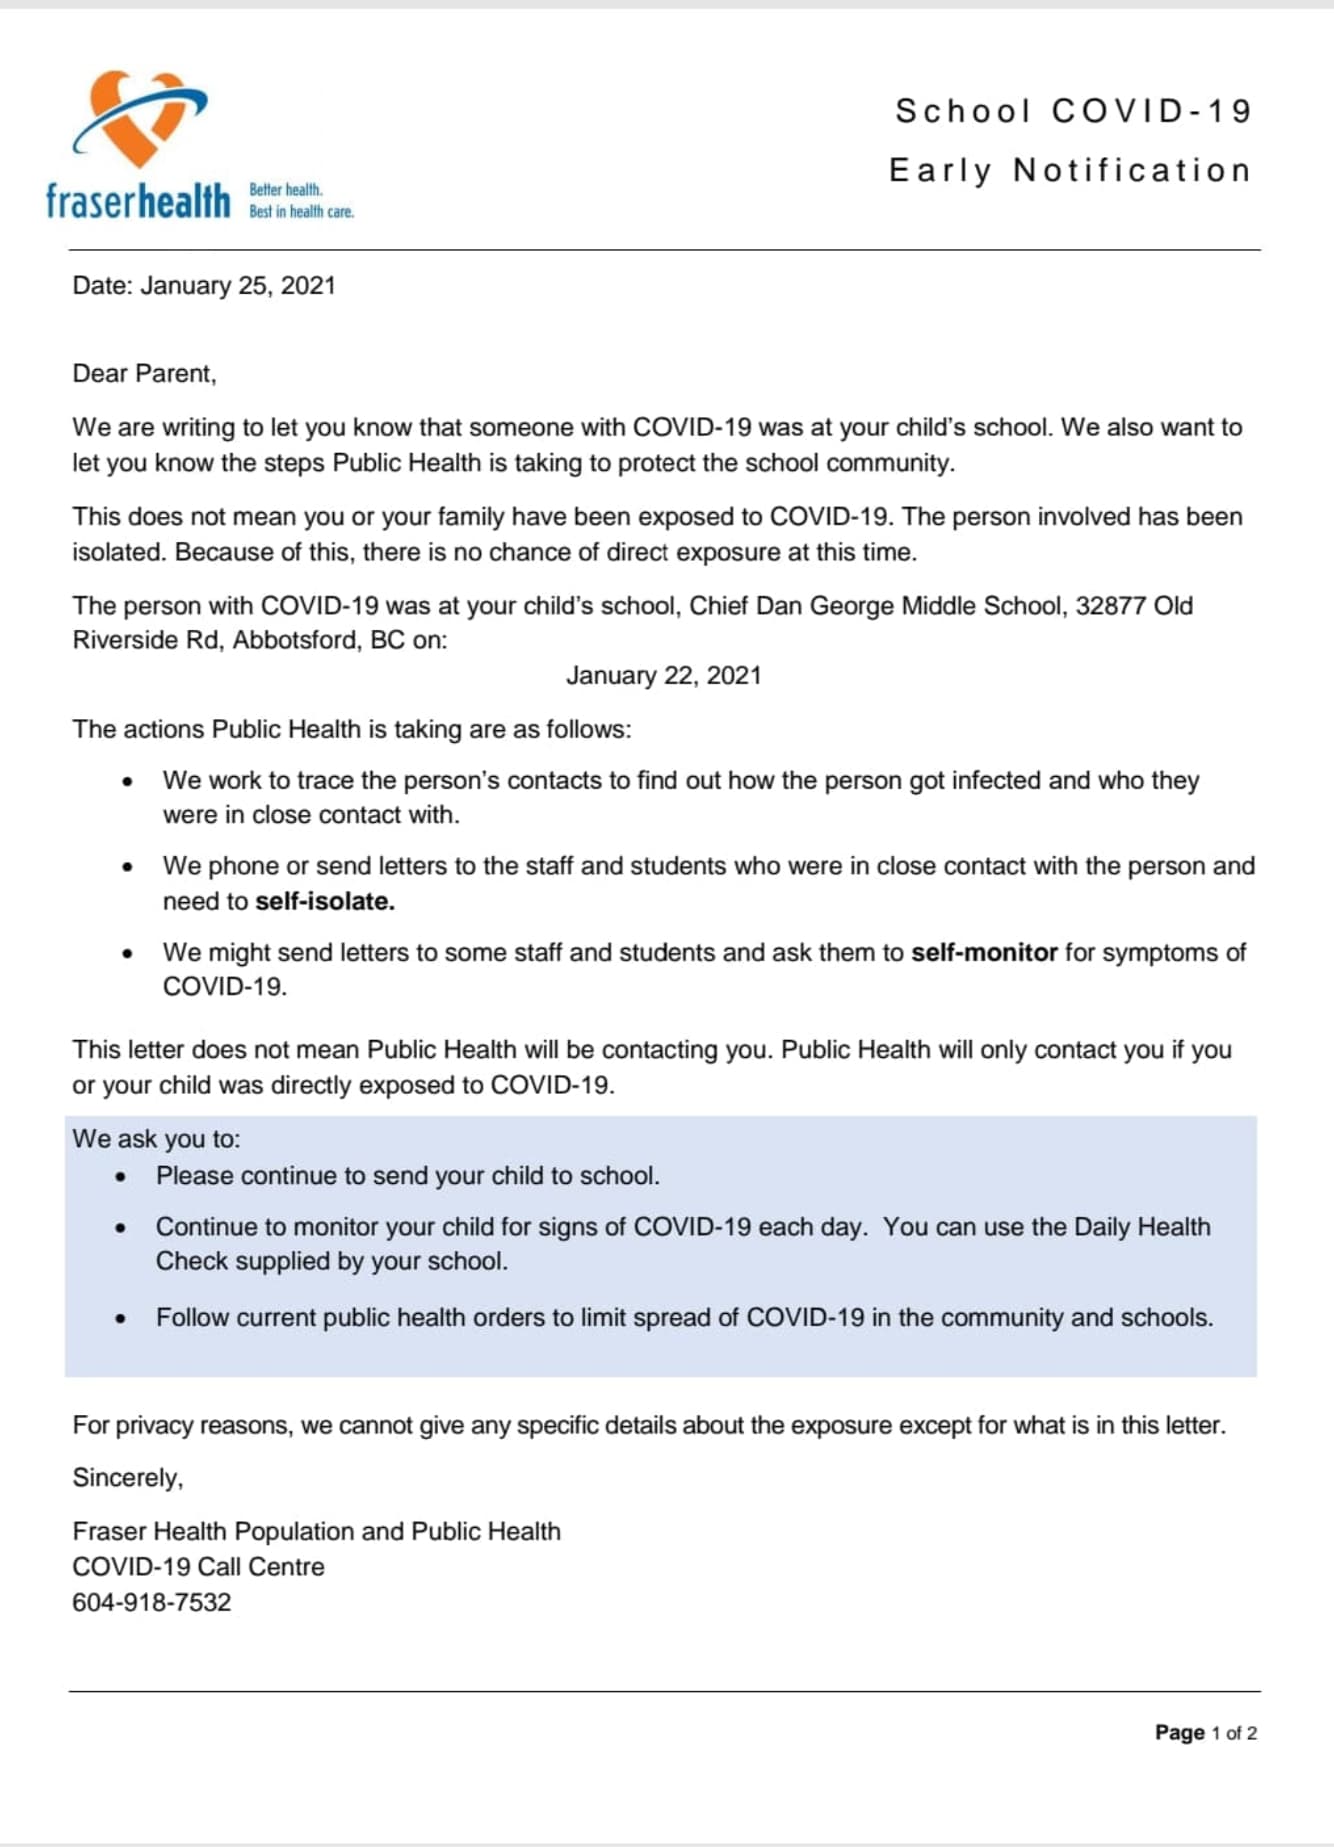 fraserhealth
Better health.
Best in health care.
School COVID-19
Early Notification
Date: January 25, 2021
Dear Parent,
We are writing to let you know that someone with COVID-19 was at your child's school. We also want to
let you know the steps Public Health is taking to protect the school community.
This does not mean you or your family have been exposed to COVID-19. The person involved has been
isolated. Because of this, there is no chance of direct exposure at this time.
The person with COVID-19 was at your child's school, Chief Dan George Middle School, 32877 Old
Riverside Rd, Abbotsford, BC on:
January 22, 2021
The actions Public Health is taking are as follows:
• We work to trace the person's contacts to find out how the person got infected and who they
were in close contact with.
• We phone or send letters to the staff and students who were in close contact with the person and
need to self-isolate.
• We might send letters to some staff and students and ask them to self-monitor for symptoms of
COVID-19.
This letter does not mean Public Health will be contacting you. Public Health will only contact you if you
or your child was directly exposed to COVID-19.
We ask you to:
• Please continue to send your child to school.
• Continue to monitor your child for signs of COVID-19 each day. You can use the Daily Health
Check supplied by your school.
• Follow current public health orders to limit spread of COVID-19 in the community and schools.
For privacy reasons, we cannot give any specific details about the exposure except for what is in this letter.
Sincerely,
Fraser Health Population and Public Health
COVID-19 Call Centre
604-918-7532
Page 1 of 2